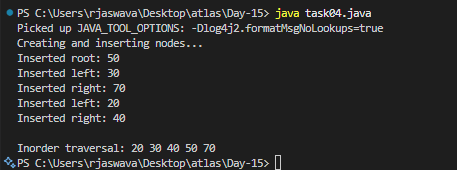 PS C:\Users\rjaswava\Desktop\atlas\Day-15> java task04.java
Picked up JAVA_TOOL_OPTIONS: -Dlog4j2.formatMsgNoLookups=true
Creating and inserting nodes...
Inserted root: 50
Inserted left: 30
Inserted right: 70
Inserted left: 20
Inserted right: 40
Inorder traversal: 20 30 40 50 70
PS C:\Users\rjaswava\Desktop\atlas\Day-15>